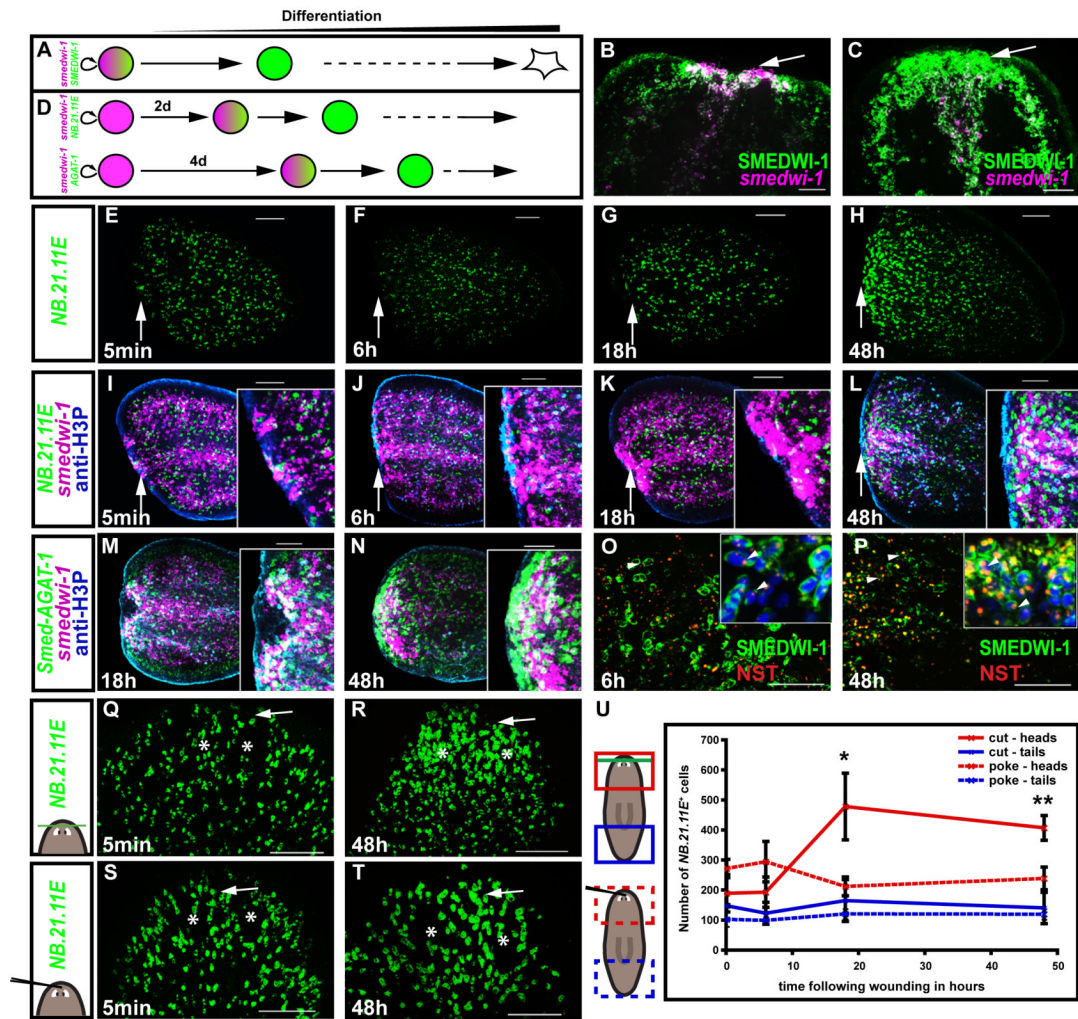 Differentiation
A
smedwi-1
SMEDWI-1
B
SMEDWI-1
smedwi-1
C
SMEDWI-1
smedwi-1
D
smedwi-1
NB.21.11E
2d
smedwi-1
AGAT-1
4d
NB.21.11E
E
5min
F
6h
G
18h
H
48h
NB.21.11E
smedwi-1
anti-H3P
I
5min
J
6h
K
18h
L
48h
Smed-AGAT-1
smedwi-1
anti-H3P
M
18h
N
48h
O
SMEDWI-1
NST
6h
P
SMEDWI-1
NST
48h
NB.21.11E
Q
* *
5min
R
* *
48h
NB.21.11E
S
* *
5min
T
* *
48h
U
cut - heads
cut - tails
poke - heads
poke - tails
*
**
Number of NB.21.11E+ cells
700
600
500
400
300
200
100
0
0 10 20 30 40 50
time following wounding in hours